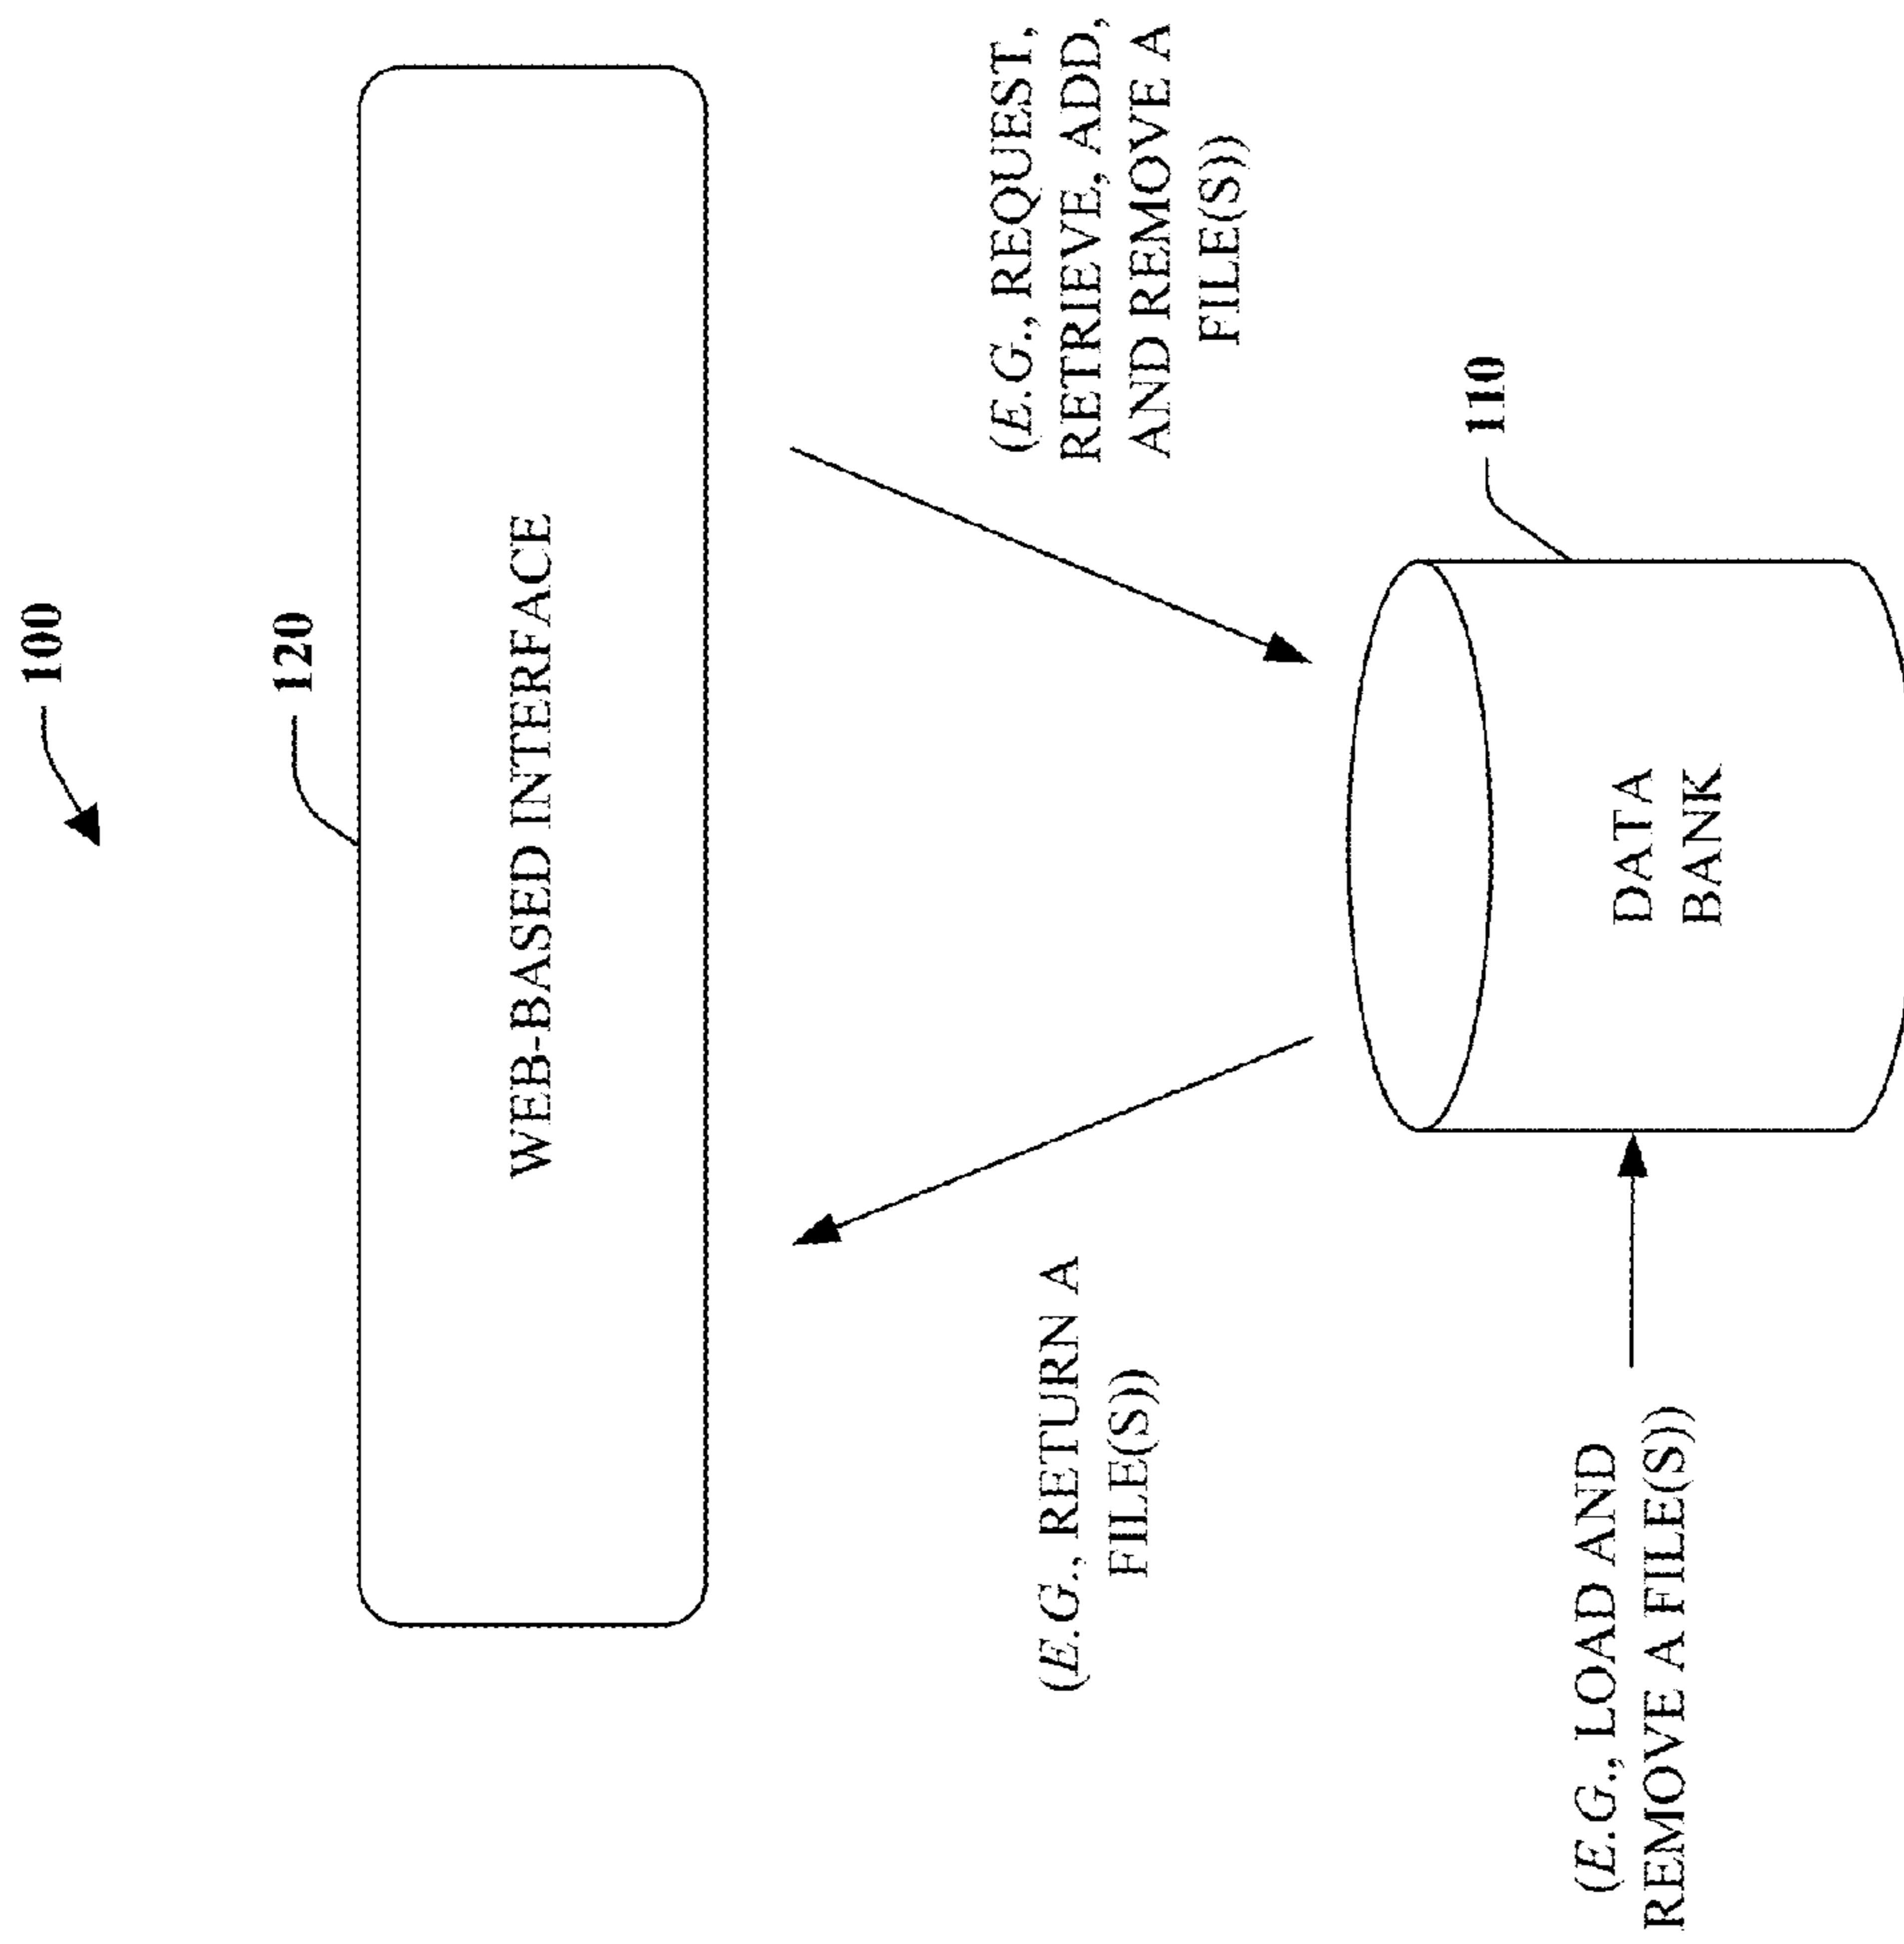 100
120
WEB-BASED INTERFACE
(E.G., RETURN A
FILE(S))
(E.G., REQUEST,
RETRIEVE, ADD,
AND REMOVE A
FILE(S))
110
(E.G., LOAD AND
REMOVE A FILE(S))
DATA
BANK